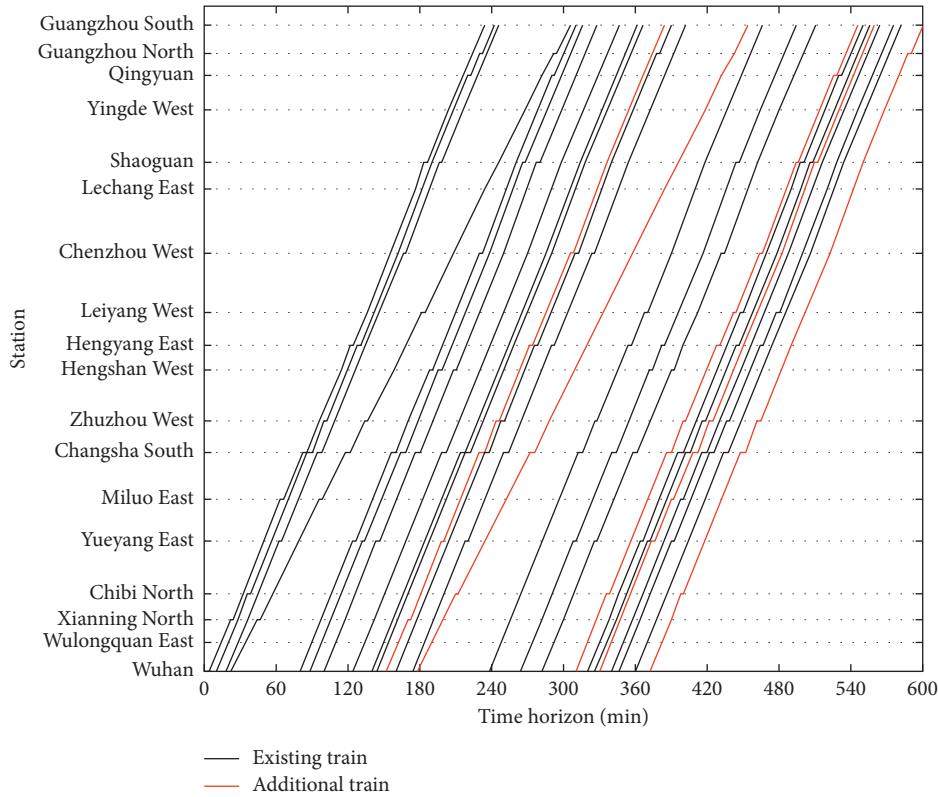 Guangzhou South
Guangzhou North
Qingyuan
Yingde West
Shaoguan
Lechang East
Chenzhou West
Leiyang West
Hengyang East
Hengshan West
Zhuzhou West
Changsha South
Miluo East
Yueyang East
Chibi North
Xianning North
Wulongquan East
Wuhan
Station
0 60 120 180 240 300 360 420 480 540 600
Time horizon (min)
Existing train
Additional train